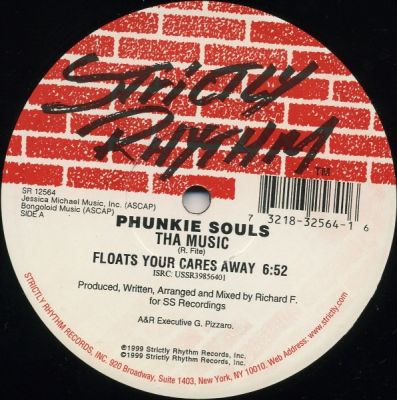 STRICTLY
RHYTHM
TM
SR 12564
Jessica Michael Music, Inc. (ASCAP)
Bongoloid Music (ASCAP)
SIDE A
7 73218-32564-1 6
PHUNKIE SOULS
THA MUSIC
(R. Fite)
FLOATS YOUR CARES AWAY 6:52
ISRC: USSR39856401
Produced, Written, Arranged and Mixed by Richard F.
for SS Recordings
A&R Executive G. Pizzaro.
℗1999 Strictly Rhythm Records, Inc.
©1999 Strictly Rhythm Records, Inc.
STRICTLY RHYTHM RECORDS, INC. 920 Broadway, Suite 1403, New York, NY 10010. Web Address: www.strictly.com